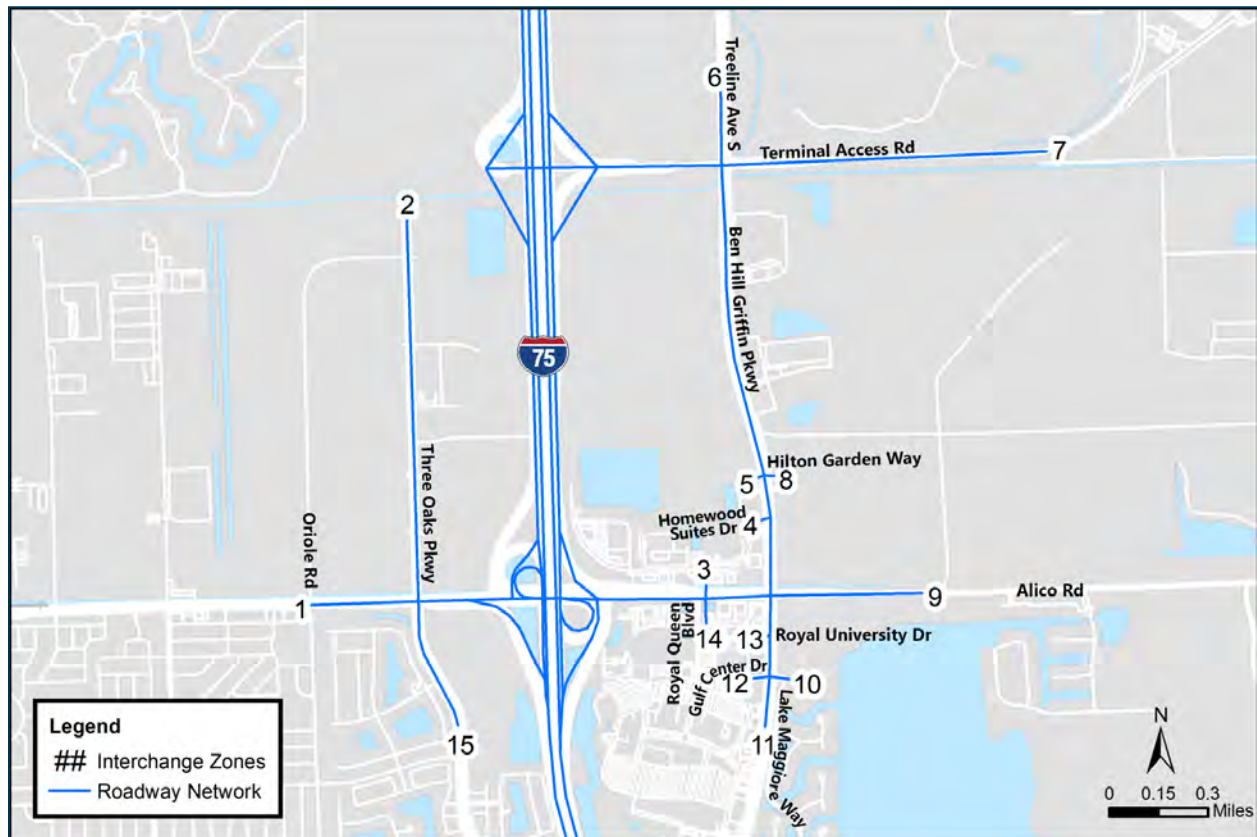 6
Treeline Ave S
Terminal Access Rd
7
2
Ben Hill Griffin Pkwy
75
Three Oaks Pkwy
Hilton Garden Way
5
8
Homewood
Suites Dr
4
Oriole Rd
3
1
9
Alico Rd
Royal Queen
Blvd
14
13
Royal University Dr
Gulf Center Dr
12
10
Lake Maggiore Way
11
15
Legend
## Interchange Zones
Roadway Network
N
0 0.15 0.3
Miles